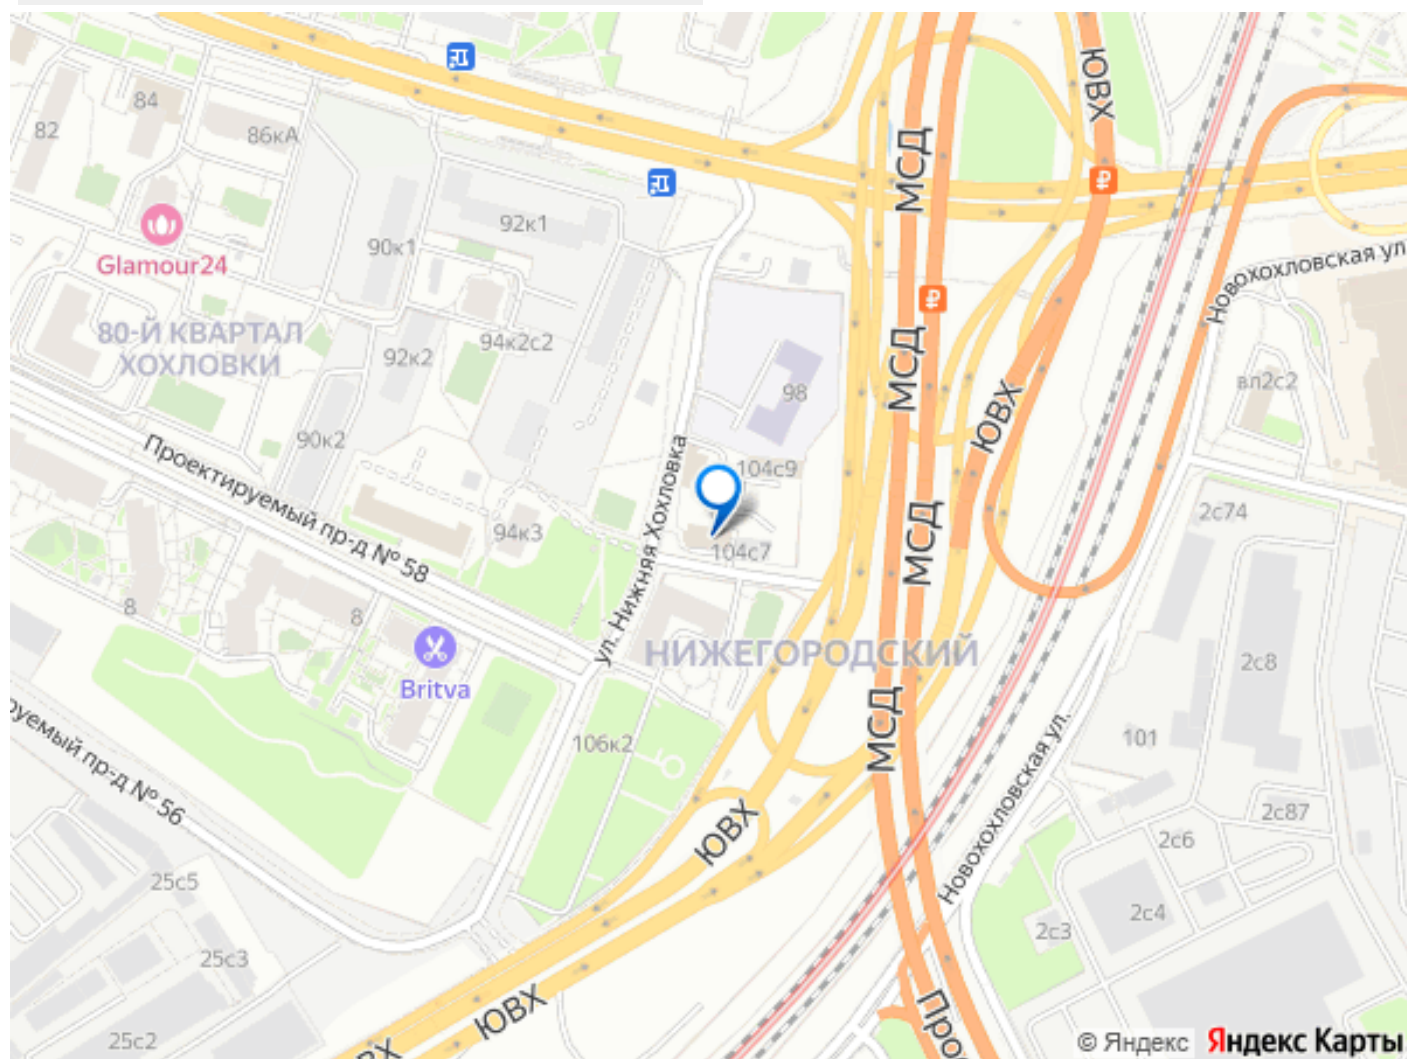 ЮВХ
84
82
86кА
МСД
92к1
90к1
Glamour24
Новохохловская ул.
80-Й КВАРТАЛ
ХОХЛОВКИ
94к2с2
92к2
МСД
98
ЮВХ
вл2с2
90к2
Проектируемый пр-д № 58
ул. Нижняя Хохловка
104с9
2с74
94к3
104с7
МСД
8
8
НИЖЕГОРОДСКИЙ
2с8
Britva
МСД
руемый пр-д № 56
106к2
101
Новохохловская ул.
ЮВХ
2с87
2с6
25с5
2с4
2с3
25с3
ЮВХ
Про
25с2
ВХ
© Яндекс Яндекс Карты